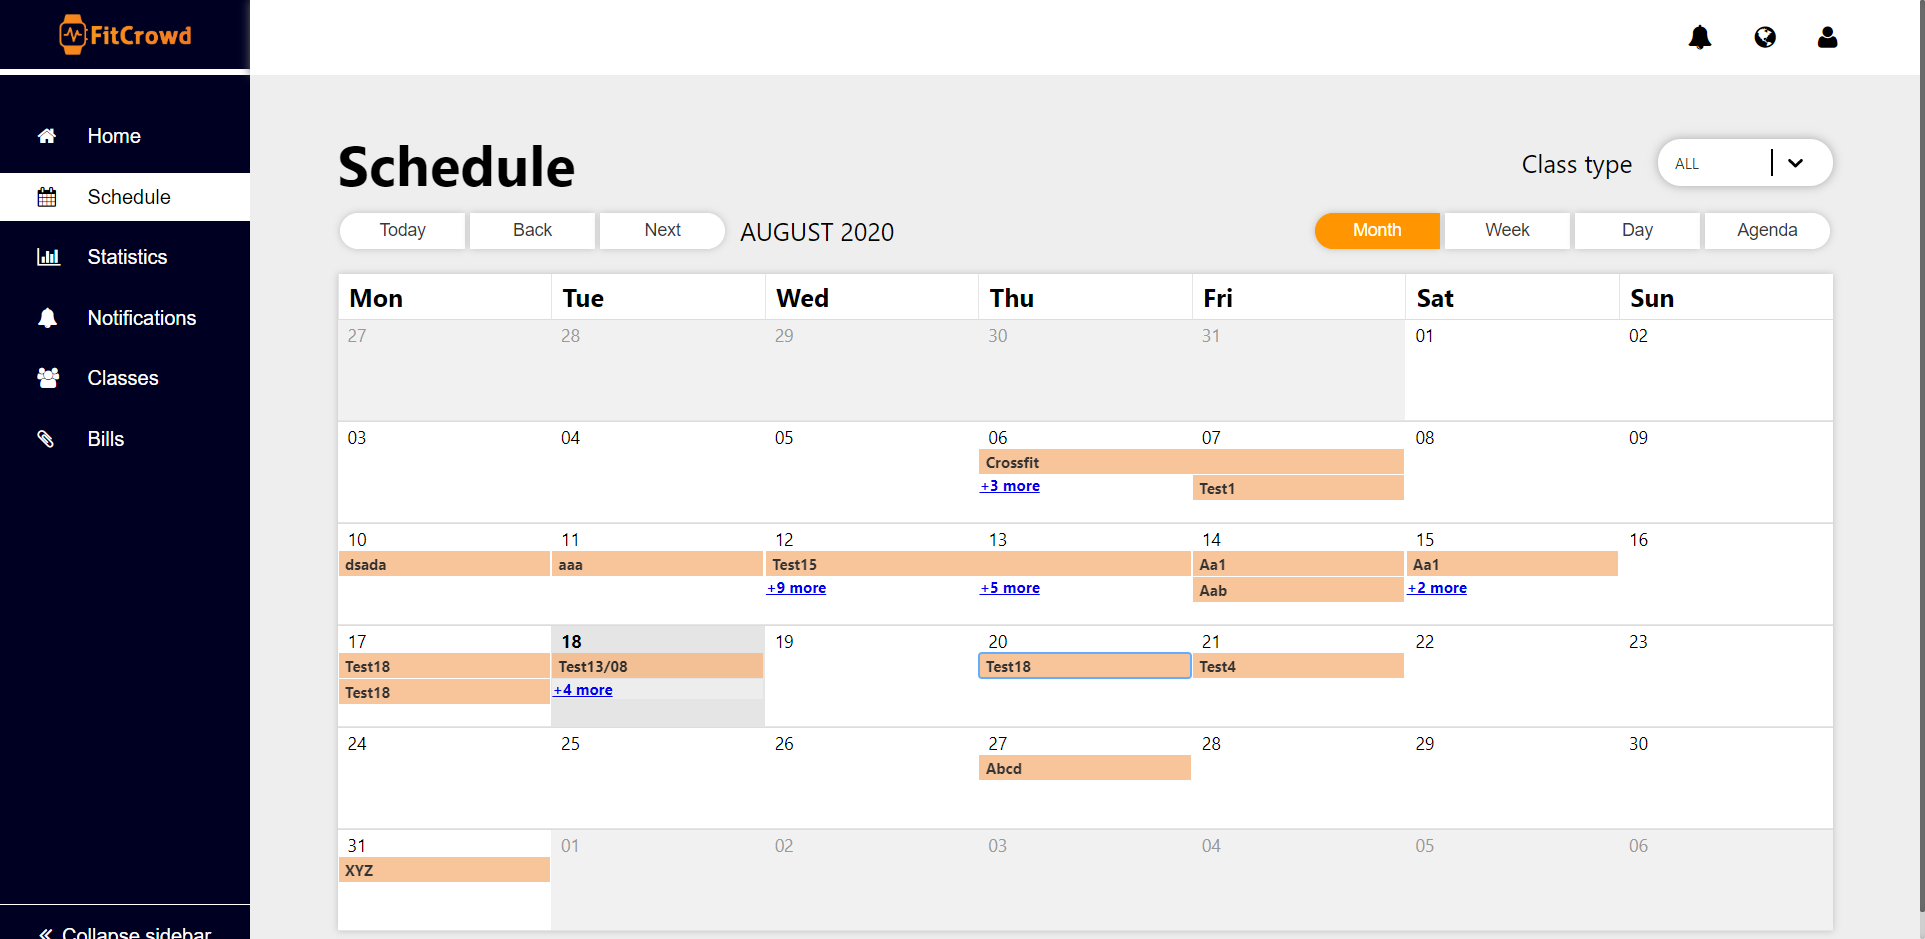 FitCrowd
Home
Schedule
Statistics
Notifications
Classes
Bills
Collapse sidebar
Schedule
Class type ALL
Today Back Next AUGUST 2020 Month Week Day Agenda
Mon Tue Wed Thu Fri Sat Sun
27 28 29 30 31 01 02
03 04 05 06 07 08 09
Crossfit
+3 more Test1
10 11 12 13 14 15 16
dsada aaa Test15 Aa1 Aa1
+9 more +5 more Aab +2 more
17 18 19 20 21 22 23
Test18 Test13/08 Test18 Test4
Test18 +4 more
24 25 26 27 28 29 30
Abcd
31 01 02 03 04 05 06
XYZ